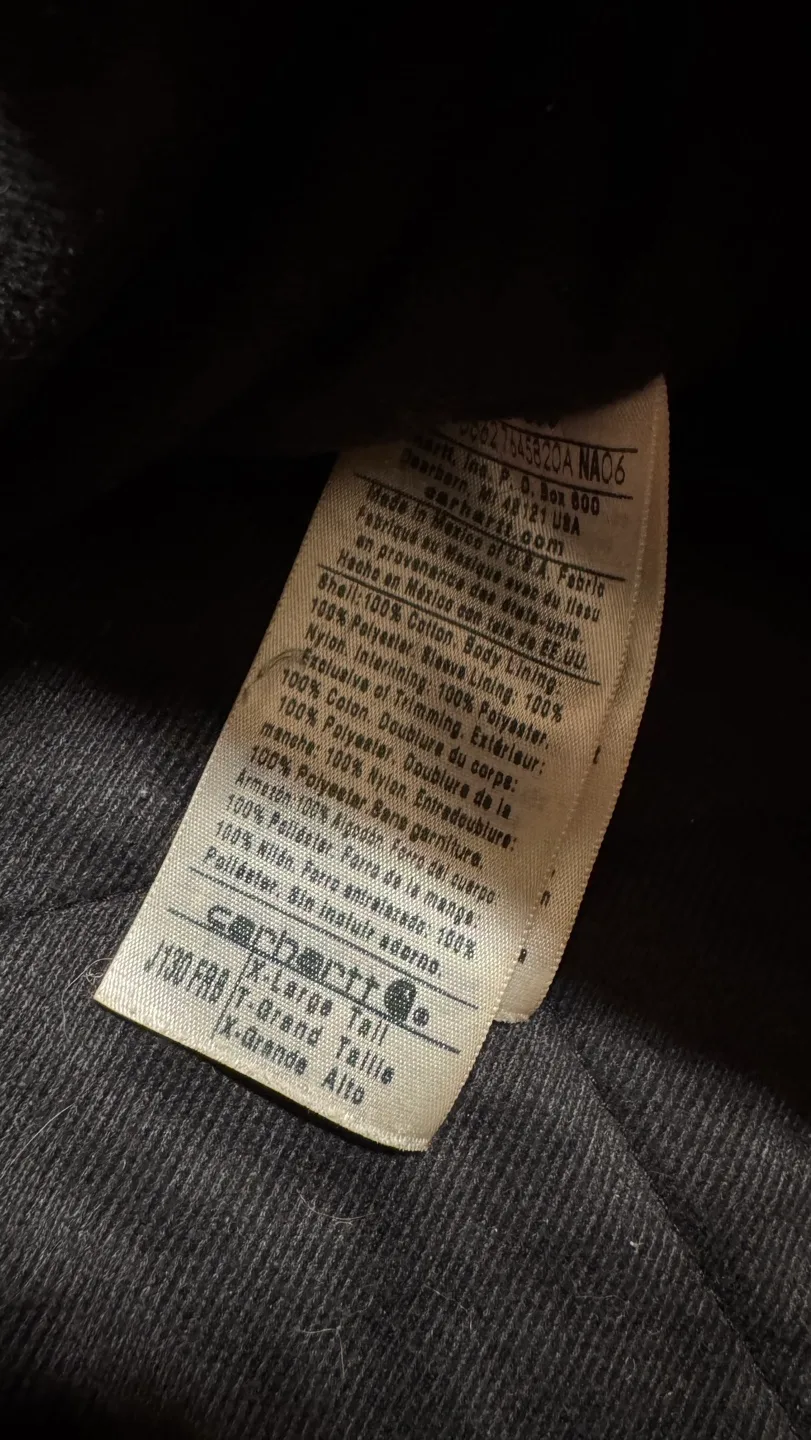 NA06
Inc. P. O. Box 600
Dearborn, MI 48121 USA
carhartt.com
Made in Mexico of U.S.A. Fabric
Fabriqué au Mexique avec du tissu
en provenance des états-unis.
Hecho en México con tela de EE.UU.
Shell: 100% Cotton. Body Lining:
100% Polyester. Sleeve Lining: 100%
Nylon. Interlining: 100% Polyester.
Exclusive of Trimming. Extérieur:
100% Coton. Doublure du corps:
100% Polyester. Doublure de la
manche: 100% Nylon. Entredoublure:
100% Polyester Sans garniture.
Armazón:100% Algodón. Forro del cuerpo
100% Poliéster. Forro de la manga:
100% Nilón. Forro entrelazado: 100%
Poliéster. Sin incluir adorno.
carhartt
J130 FRB
X-Large Tall
T-Grand Taille
X-Grande Alto